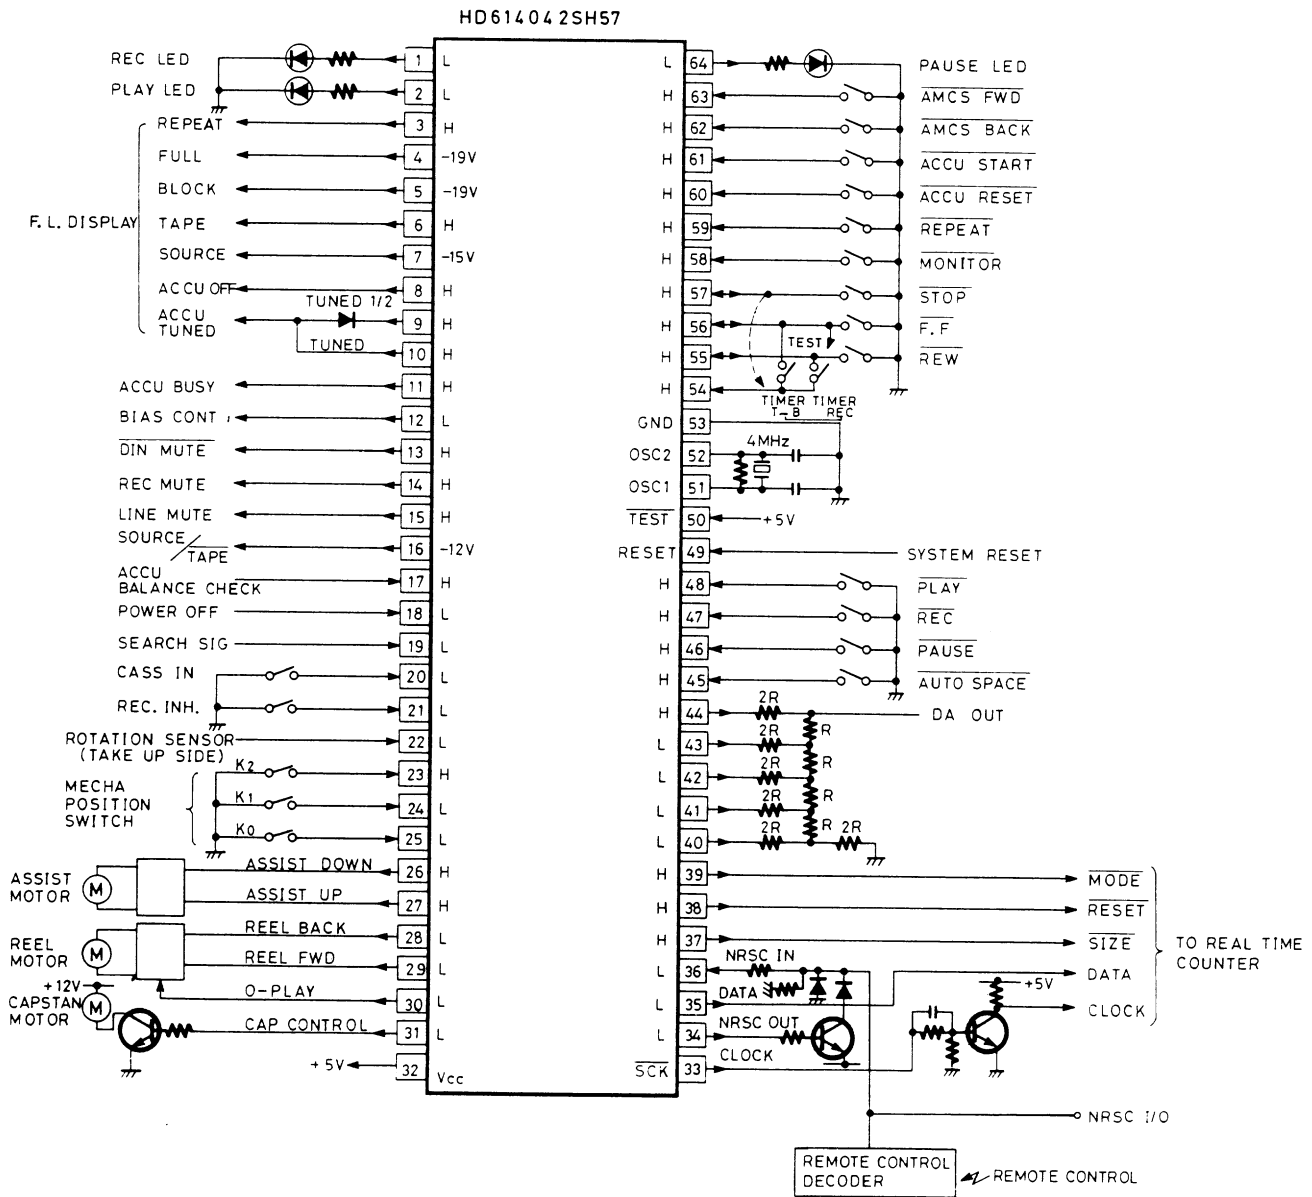 HD614042SH57
REC LED 1 L
PLAY LED 2 L
REPEAT 3 H
FULL 4 -19V
BLOCK 5 -19V
F.L. DISPLAY
TAPE 6 H
SOURCE 7 -15V
ACCU OFF 8 H
TUNED 1/2
ACCU TUNED 9 H
TUNED 10 H
ACCU BUSY 11 H
BIAS CONT 12 L
DIN MUTE 13 H
REC MUTE 14 H
LINE MUTE 15 H
SOURCE/TAPE 16 -12V
ACCU BALANCE CHECK 17 H
POWER OFF 18 L
SEARCH SIG 19 L
CASS IN 20 L
REC. INH. 21 L
ROTATION SENSOR 22 L
(TAKE UP SIDE)
MECHA
POSITION
SWITCH
K2 23 H
K1 24 L
K0 25 L
ASSIST
MOTOR
M
ASSIST DOWN 26 H
ASSIST UP 27 H
REEL
MOTOR
M
REEL BACK 28 L
REEL FWD 29 L
+12V
CAPSTAN
MOTOR
M
O-PLAY 30 L
CAP CONTROL 31 L
+5V 32 Vcc
L 64 PAUSE LED
H 63 AMCS FWD
H 62 AMCS BACK
H 61 ACCU START
H 60 ACCU RESET
H 59 REPEAT
H 58 MONITOR
H 57 STOP
H 56 F.F
TEST
H 55 REW
H 54
TIMER TIMER
T-B REC
GND 53
4MHz
OSC2 52
OSC1 51
TEST 50 +5V
RESET 49 SYSTEM RESET
H 48 PLAY
H 47 REC
H 46 PAUSE
H 45 AUTO SPACE
H 44 2R DA OUT
R
L 43 2R
R
L 42 2R
R
L 41 2R
R
L 40 2R 2R
H 39 MODE
H 38 RESET
H 37 SIZE
TO REAL TIME
COUNTER
L 36 NRSC IN
L 35 DATA DATA
+5V
CLOCK
L 34 NRSC OUT
SCK 33 CLOCK
NRSC I/O
REMOTE CONTROL
DECODER
REMOTE CONTROL